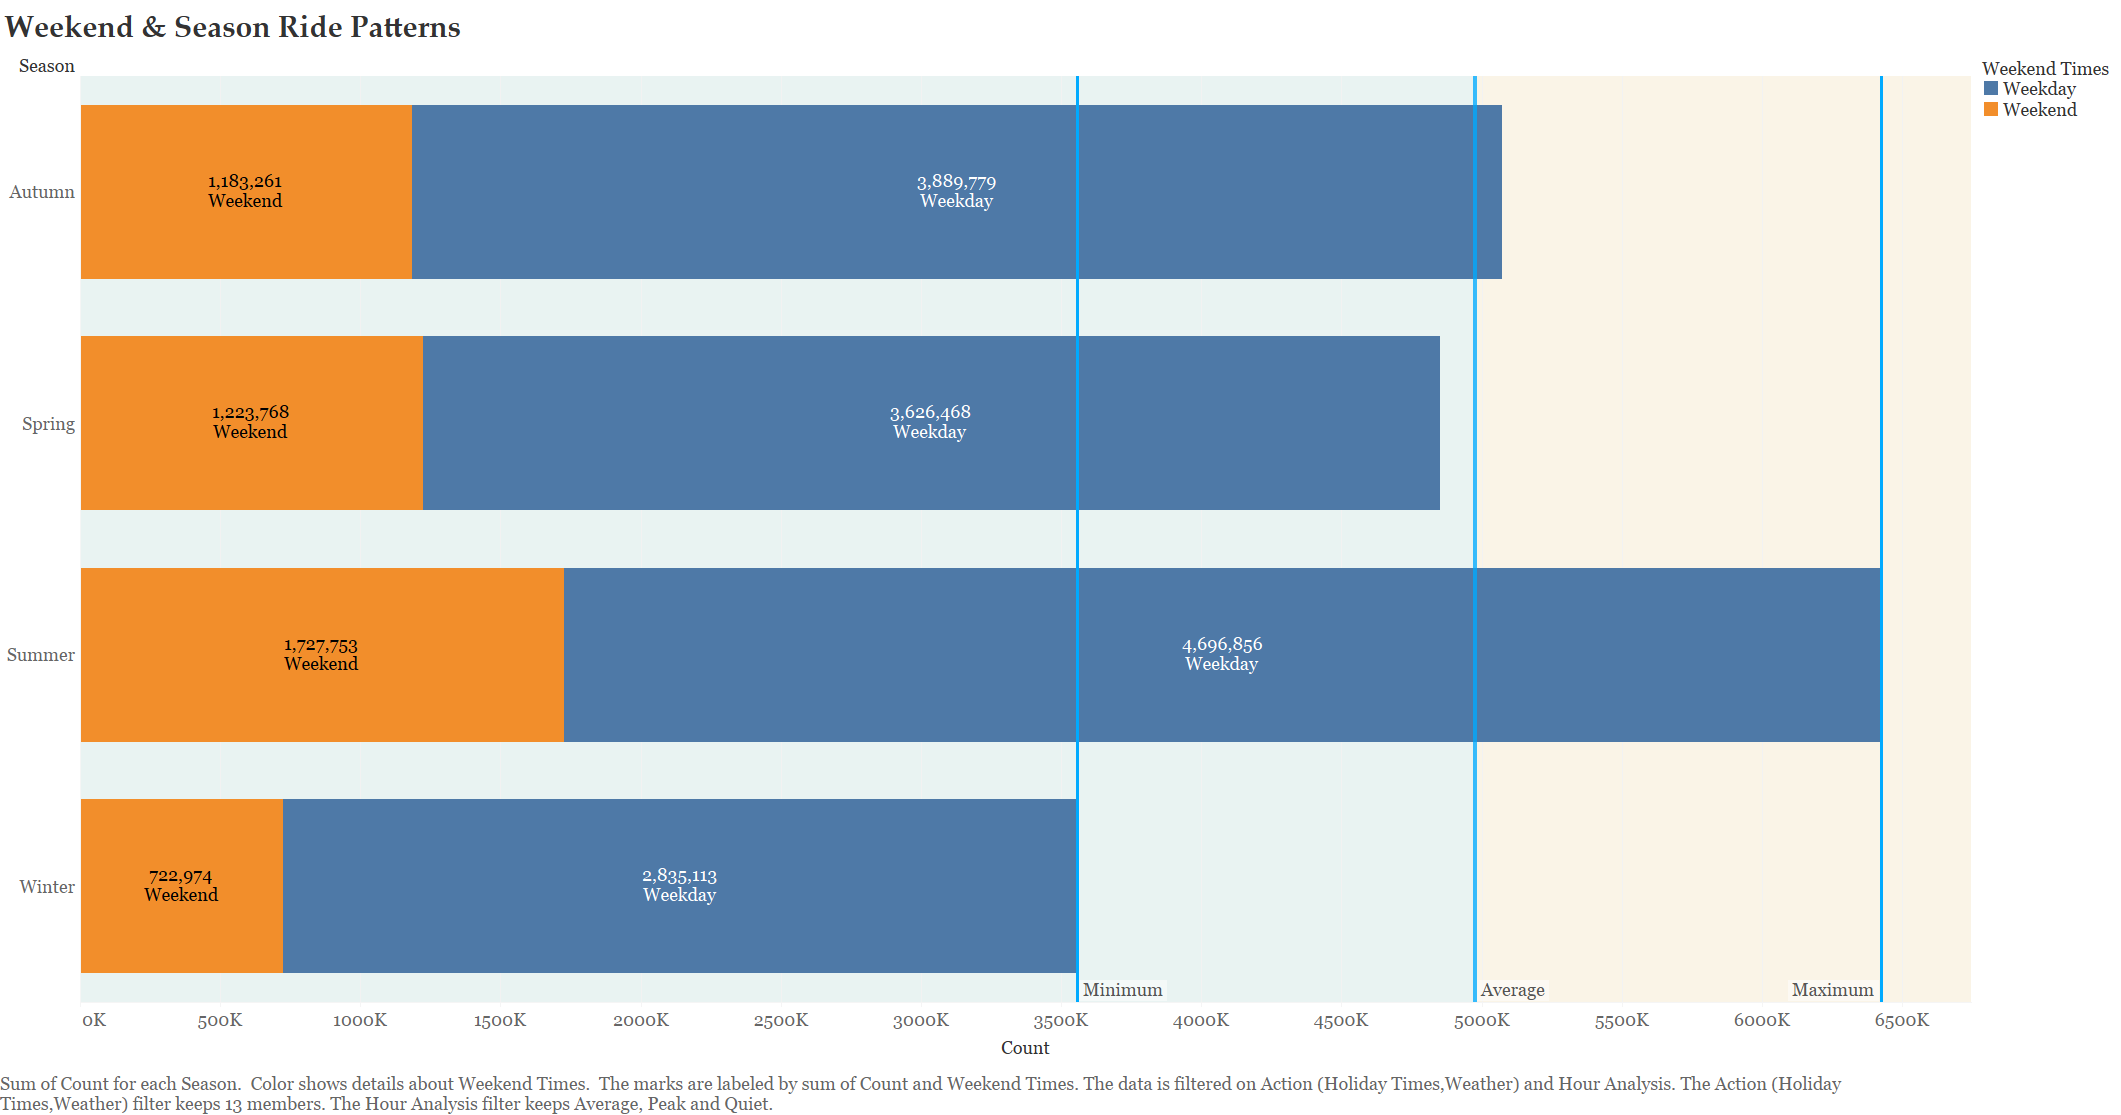 Weekend & Season Ride Patterns
Season
Weekend Times
Weekday
Weekend
Autumn
1,183,261
Weekend
3,889,779
Weekday
Spring
1,223,768
Weekend
3,626,468
Weekday
Summer
1,727,753
Weekend
4,696,856
Weekday
Winter
722,974
Weekend
2,835,113
Weekday
Minimum
Average
Maximum
0K 500K 1000K 1500K 2000K 2500K 3000K 3500K 4000K 4500K 5000K 5500K 6000K 6500K
Count
Sum of Count for each Season.  Color shows details about Weekend Times.  The marks are labeled by sum of Count and Weekend Times. The data is filtered on Action (Holiday Times,Weather) and Hour Analysis. The Action (Holiday
Times,Weather) filter keeps 13 members. The Hour Analysis filter keeps Average, Peak and Quiet.